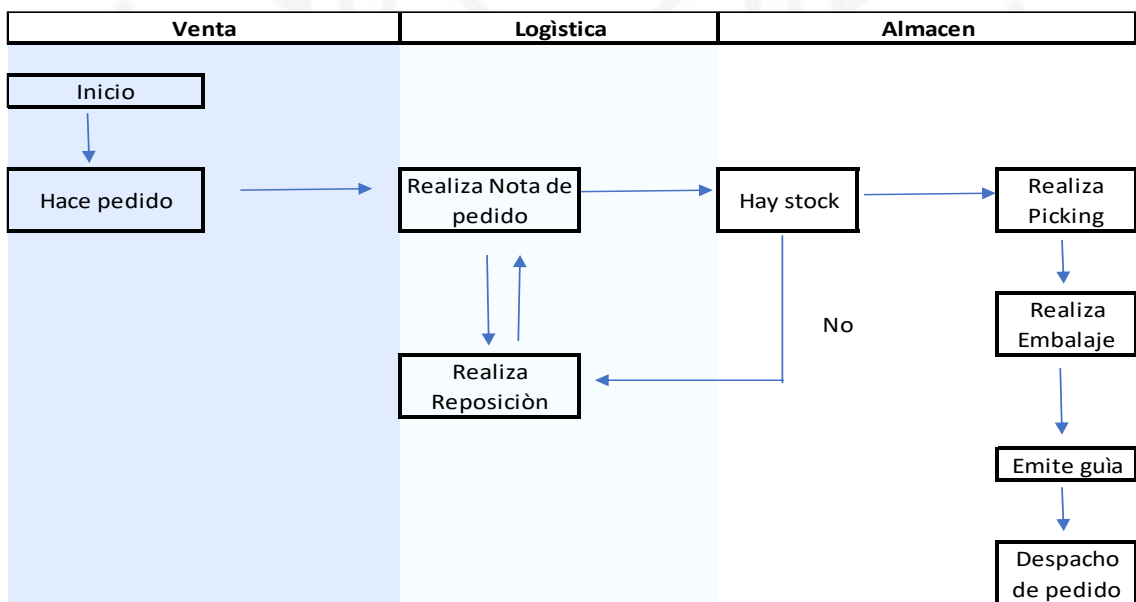 Venta
Logìstica
Almacen
Inicio
Hace pedido
Realiza Nota de
pedido
Hay stock
Realiza
Picking
Realiza
Embalaje
No
Realiza
Reposiciòn
Emite guìa
Despacho
de pedido